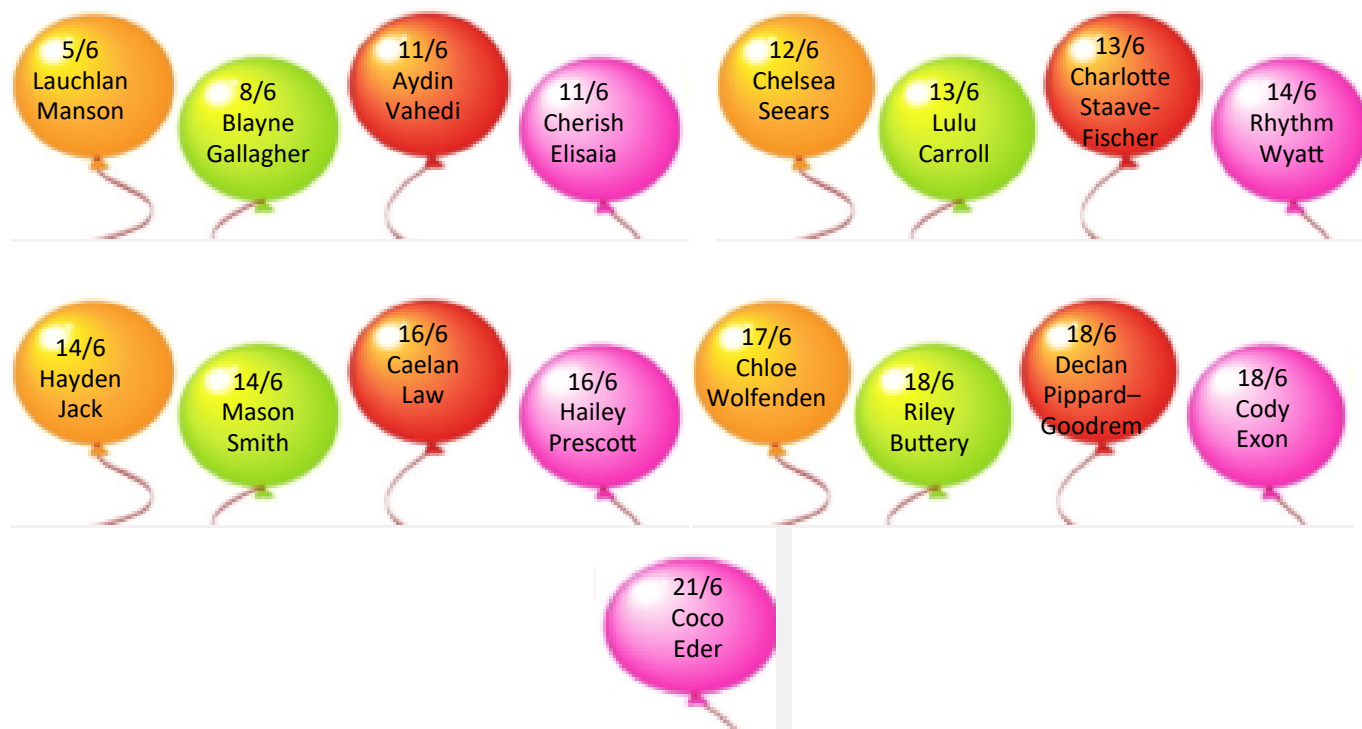 5/6
Lauchlan
Manson
8/6
Blayne
Gallagher
11/6
Aydin
Vahedi
11/6
Cherish
Elisaia
12/6
Chelsea
Seears
13/6
Lulu
Carroll
13/6
Charlotte
Staave-
Fischer
14/6
Rhythm
Wyatt
14/6
Hayden
Jack
14/6
Mason
Smith
16/6
Caelan
Law
16/6
Hailey
Prescott
17/6
Chloe
Wolfenden
18/6
Riley
Buttery
18/6
Declan
Pippard–
Goodrem
18/6
Cody
Exon
21/6
Coco
Eder